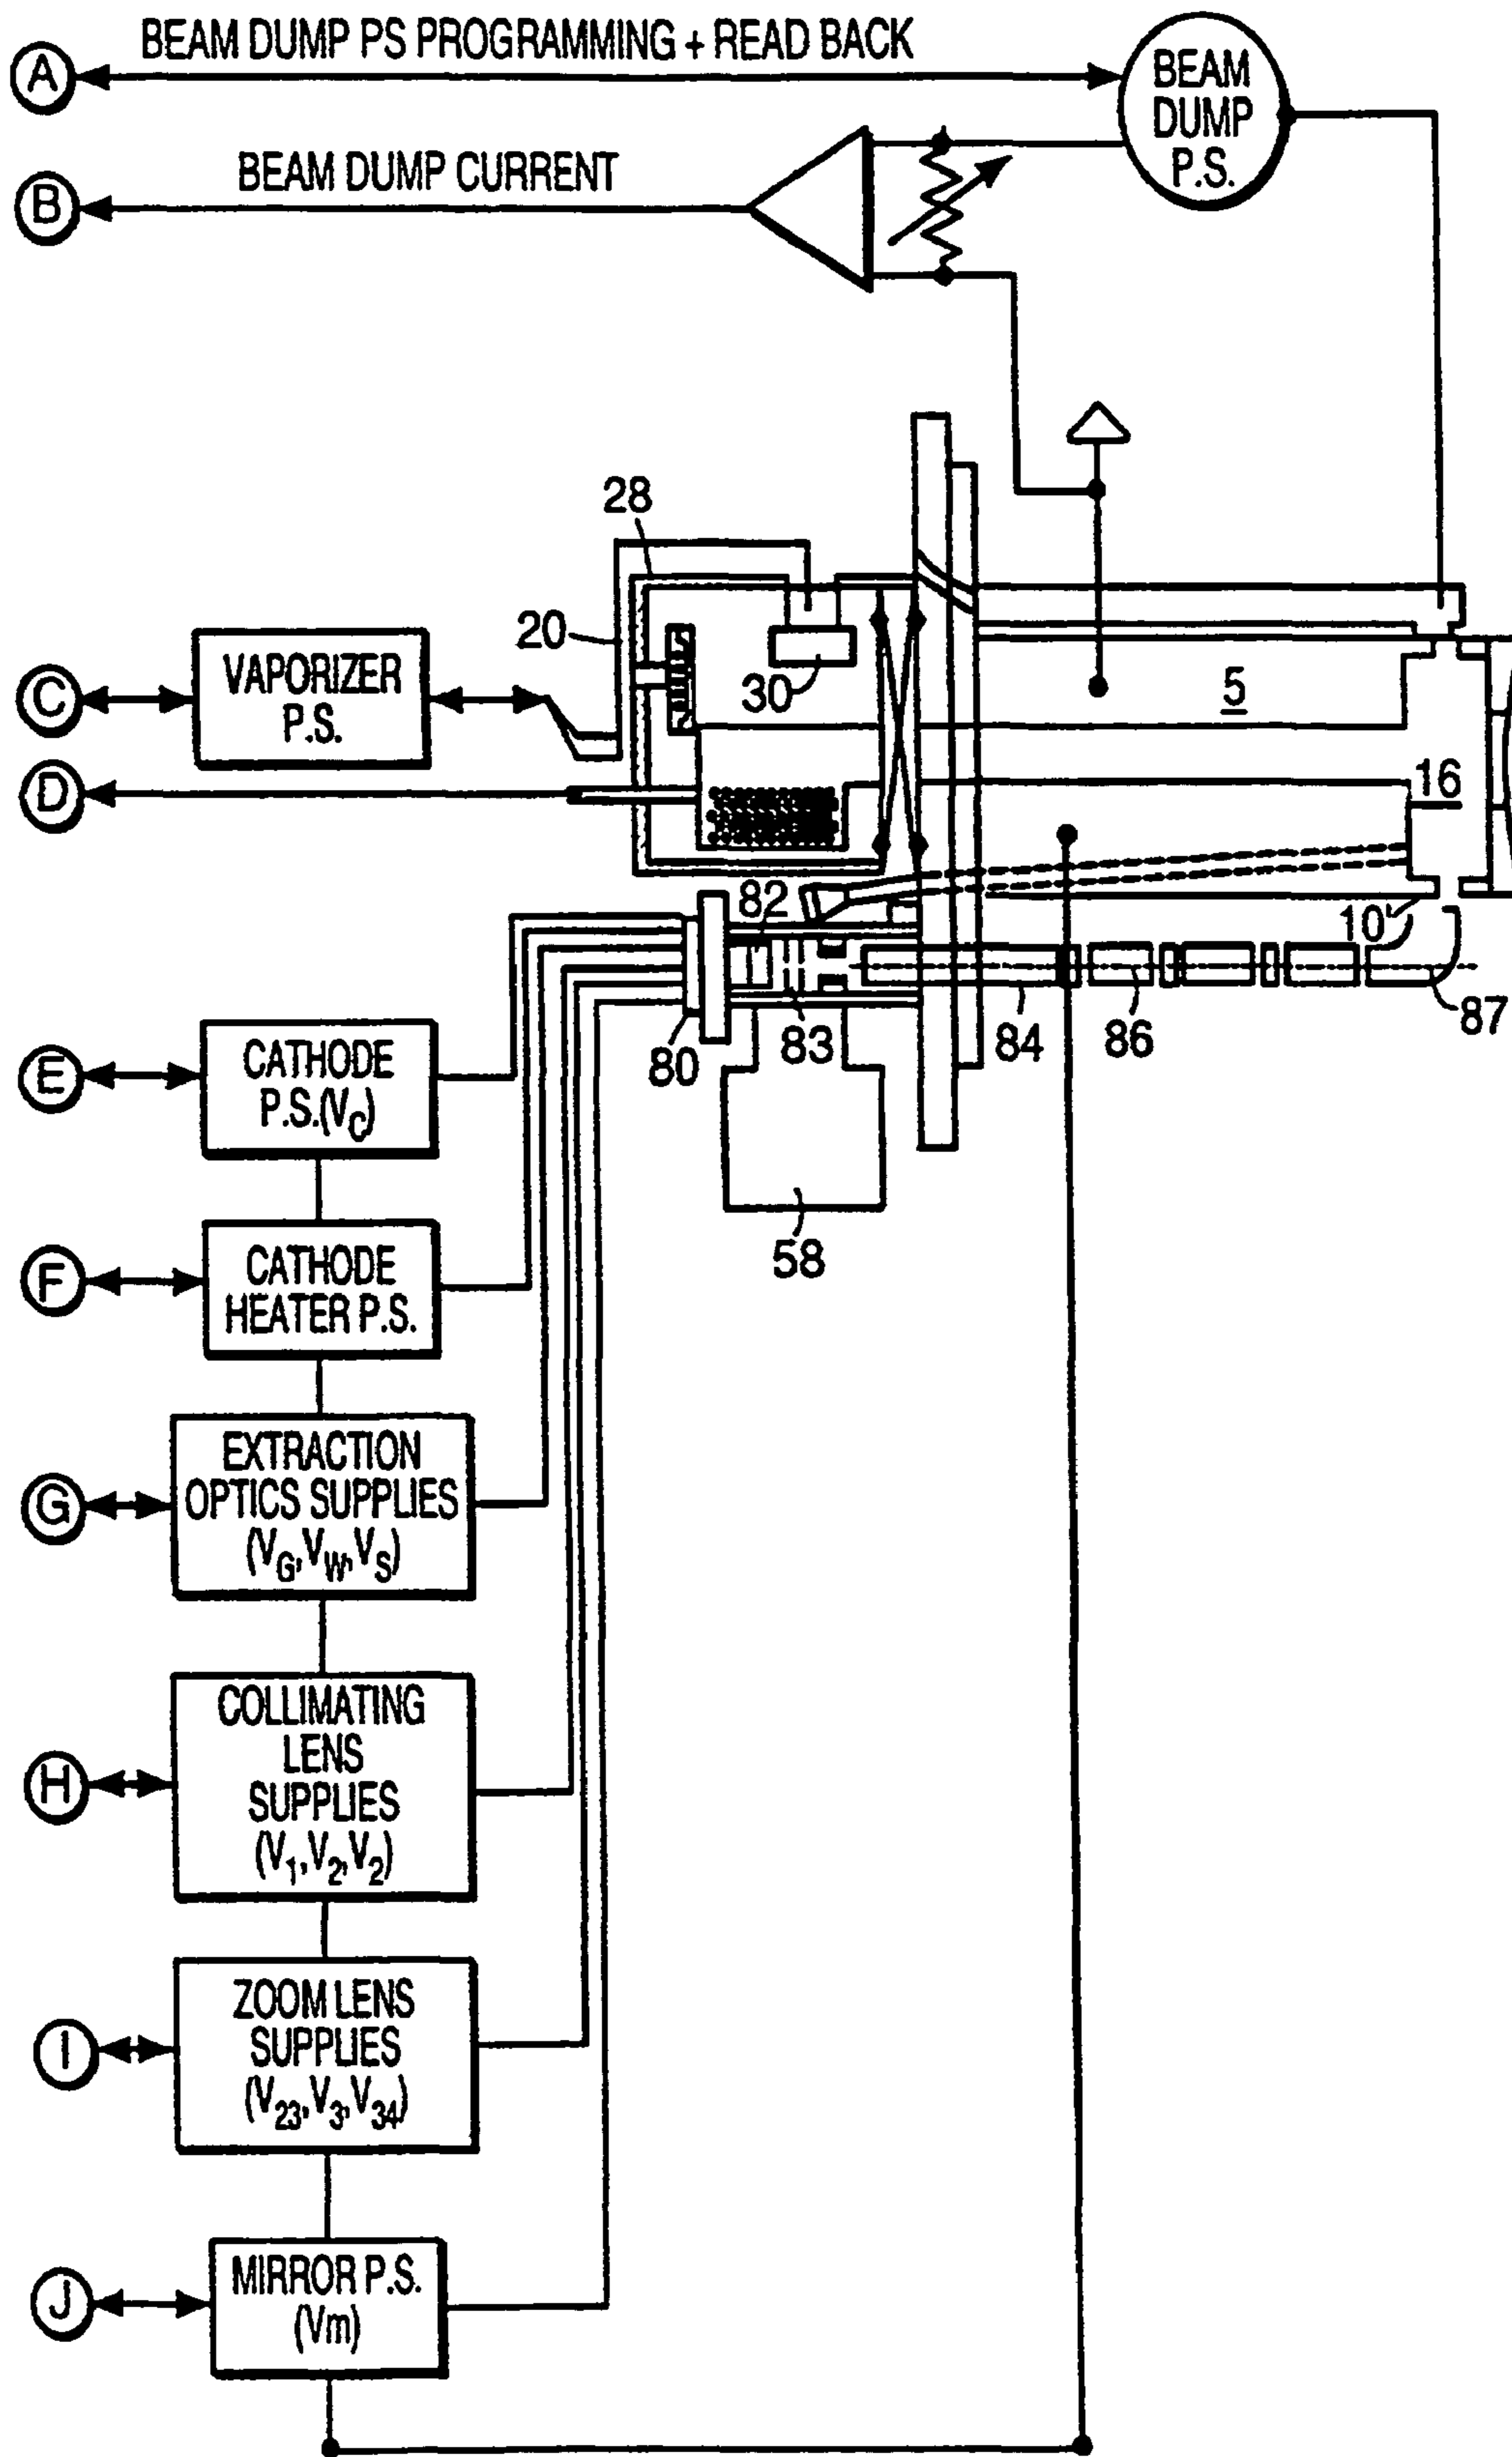 A
BEAM DUMP PS PROGRAMMING + READ BACK
BEAM
DUMP
P.S.
B
BEAM DUMP CURRENT
28
20
30
5
C
VAPORIZER
P.S.
D
16
82
10'
80
83
84
86
87
58
E
CATHODE
P.S.(VC)
F
CATHODE
HEATER P.S.
G
EXTRACTION
OPTICS SUPPLIES
(VG,VW,VS)
H
COLLIMATING
LENS
SUPPLIES
(V1,V2,V2)
I
ZOOM LENS
SUPPLIES
(V23,V3,V34)
J
MIRROR P.S.
(Vm)